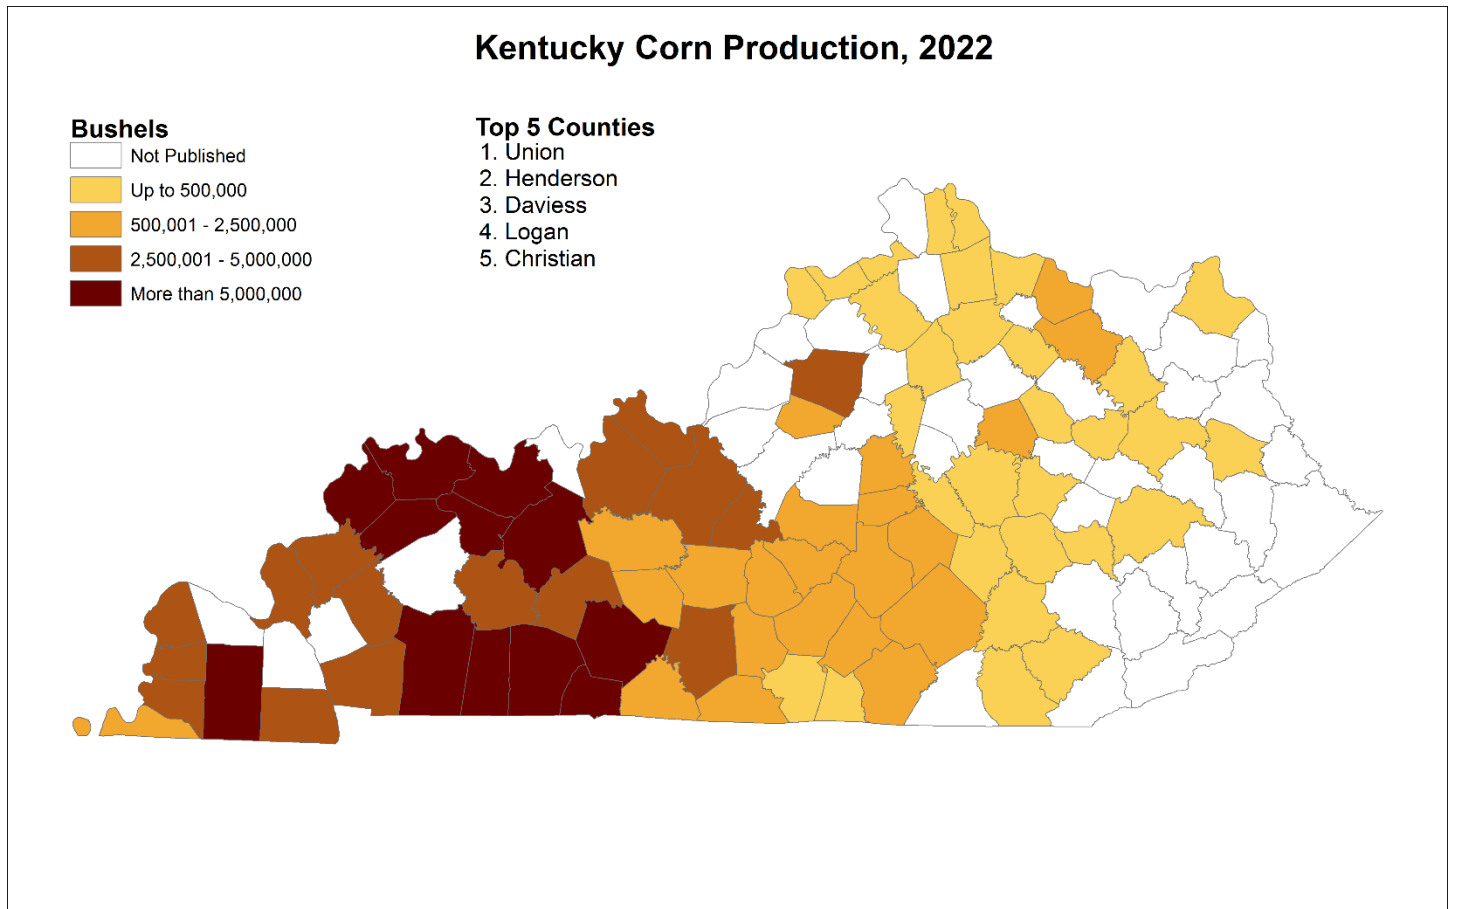 Kentucky Corn Production, 2022
Bushels
Not Published
Up to 500,000
500,001 - 2,500,000
2,500,001 - 5,000,000
More than 5,000,000
Top 5 Counties
1. Union
2. Henderson
3. Daviess
4. Logan
5. Christian